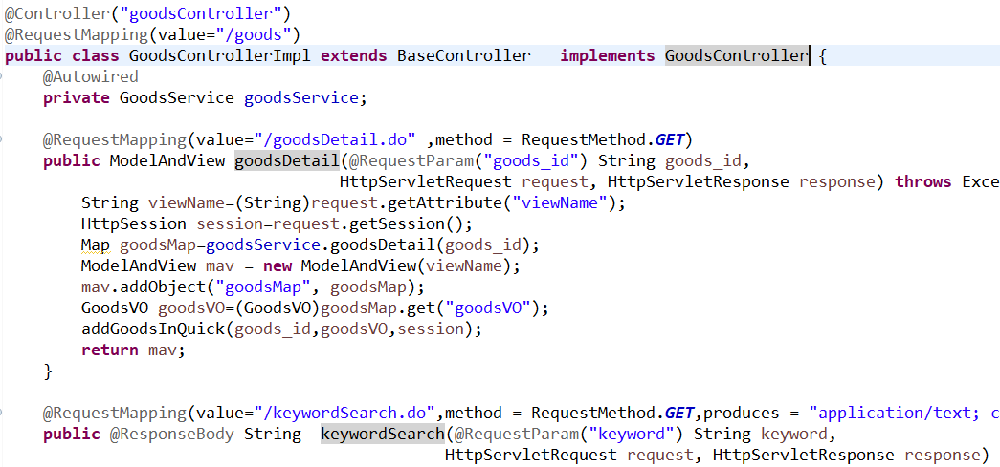 @Controller("goodsController")
@RequestMapping(value="/goods")
public class GoodsControllerImpl extends BaseController   implements GoodsController {
    @Autowired
    private GoodsService goodsService;

    @RequestMapping(value="/goodsDetail.do" ,method = RequestMethod.GET)
    public ModelAndView goodsDetail(@RequestParam("goods_id") String goods_id,
                                   HttpServletRequest request, HttpServletResponse response) throws Exce
        String viewName=(String)request.getAttribute("viewName");
        HttpSession session=request.getSession();
        Map goodsMap=goodsService.goodsDetail(goods_id);
        ModelAndView mav = new ModelAndView(viewName);
        mav.addObject("goodsMap", goodsMap);
        GoodsVO goodsVO=(GoodsVO)goodsMap.get("goodsVO");
        addGoodsInQuick(goods_id,goodsVO,session);
        return mav;
    }

    @RequestMapping(value="/keywordSearch.do",method = RequestMethod.GET,produces = "application/text; c
    public @ResponseBody String  keywordSearch(@RequestParam("keyword") String keyword,
                                              HttpServletRequest request, HttpServletResponse response)